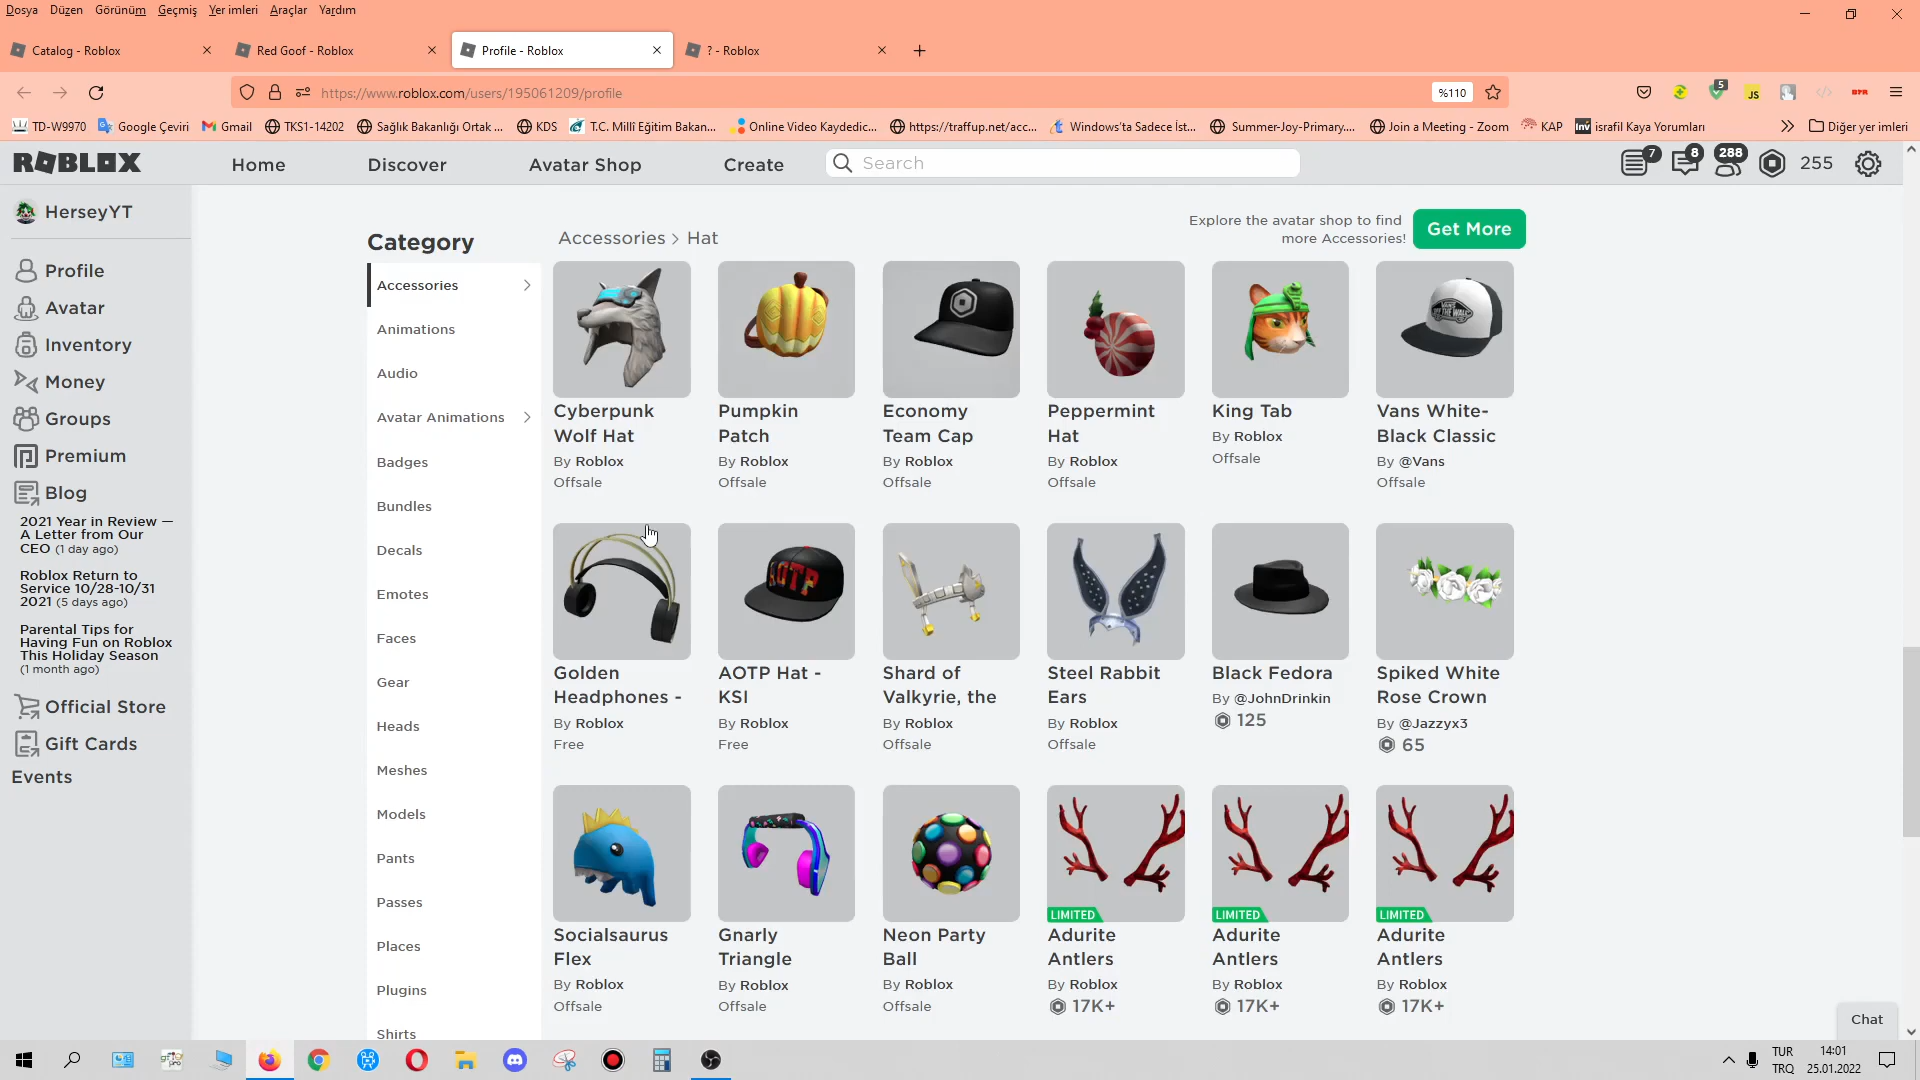 Dosya Düzen Görünüm Geçmiş Yer imleri Araçlar Yardım
Catalog - Roblox
Red Goof - Roblox
Profile - Roblox
? - Roblox
https://www.roblox.com/users/195061209/profile
%110
5
JS
TD-W9970
Google Çeviri
Gmail
TKS1-14202
Sağlık Bakanlığı Ortak ...
KDS
T.C. Millî Eğitim Bakan...
Online Video Kaydedic...
https://traffup.net/acc...
Windows'ta Sadece İst...
Summer-Joy-Primary....
Join a Meeting - Zoom
KAP
Inv
israfil Kaya Yorumları
Diğer yer imleri
ROBLOX
Home
Discover
Avatar Shop
Create
Search
7
8
288
255
HerseyYT
Profile
Avatar
Inventory
Money
Groups
Premium
Blog
2021 Year in Review —
A Letter from Our
CEO (1 day ago)
Roblox Return to
Service 10/28-10/31
2021 (5 days ago)
Parental Tips for
Having Fun on Roblox
This Holiday Season
(1 month ago)
Official Store
Gift Cards
Events
Category
Accessories
Animations
Audio
Avatar Animations
Badges
Bundles
Decals
Emotes
Faces
Gear
Heads
Meshes
Models
Pants
Passes
Places
Plugins
Shirts
Accessories > Hat
Explore the avatar shop to find
more Accessories!
Get More
Cyberpunk
Wolf Hat
By Roblox
Offsale
Pumpkin
Patch
By Roblox
Offsale
Economy
Team Cap
By Roblox
Offsale
Peppermint
Hat
By Roblox
Offsale
King Tab
By Roblox
Offsale
VANS
OFF THE WALL
Vans White-
Black Classic
By @Vans
Offsale
Golden
Headphones -
By Roblox
Free
AOTP
AOTP Hat -
KSI
By Roblox
Free
Shard of
Valkyrie, the
By Roblox
Offsale
Steel Rabbit
Ears
By Roblox
Offsale
Black Fedora
By @JohnDrinkin
125
Spiked White
Rose Crown
By @Jazzyx3
65
Socialsaurus
Flex
By Roblox
Offsale
Gnarly
Triangle
By Roblox
Offsale
Neon Party
Ball
By Roblox
Offsale
LIMITED
Adurite
Antlers
By Roblox
17K+
LIMITED
Adurite
Antlers
By Roblox
17K+
LIMITED
Adurite
Antlers
By Roblox
17K+
Chat
TUR
TRQ
14:01
25.01.2022